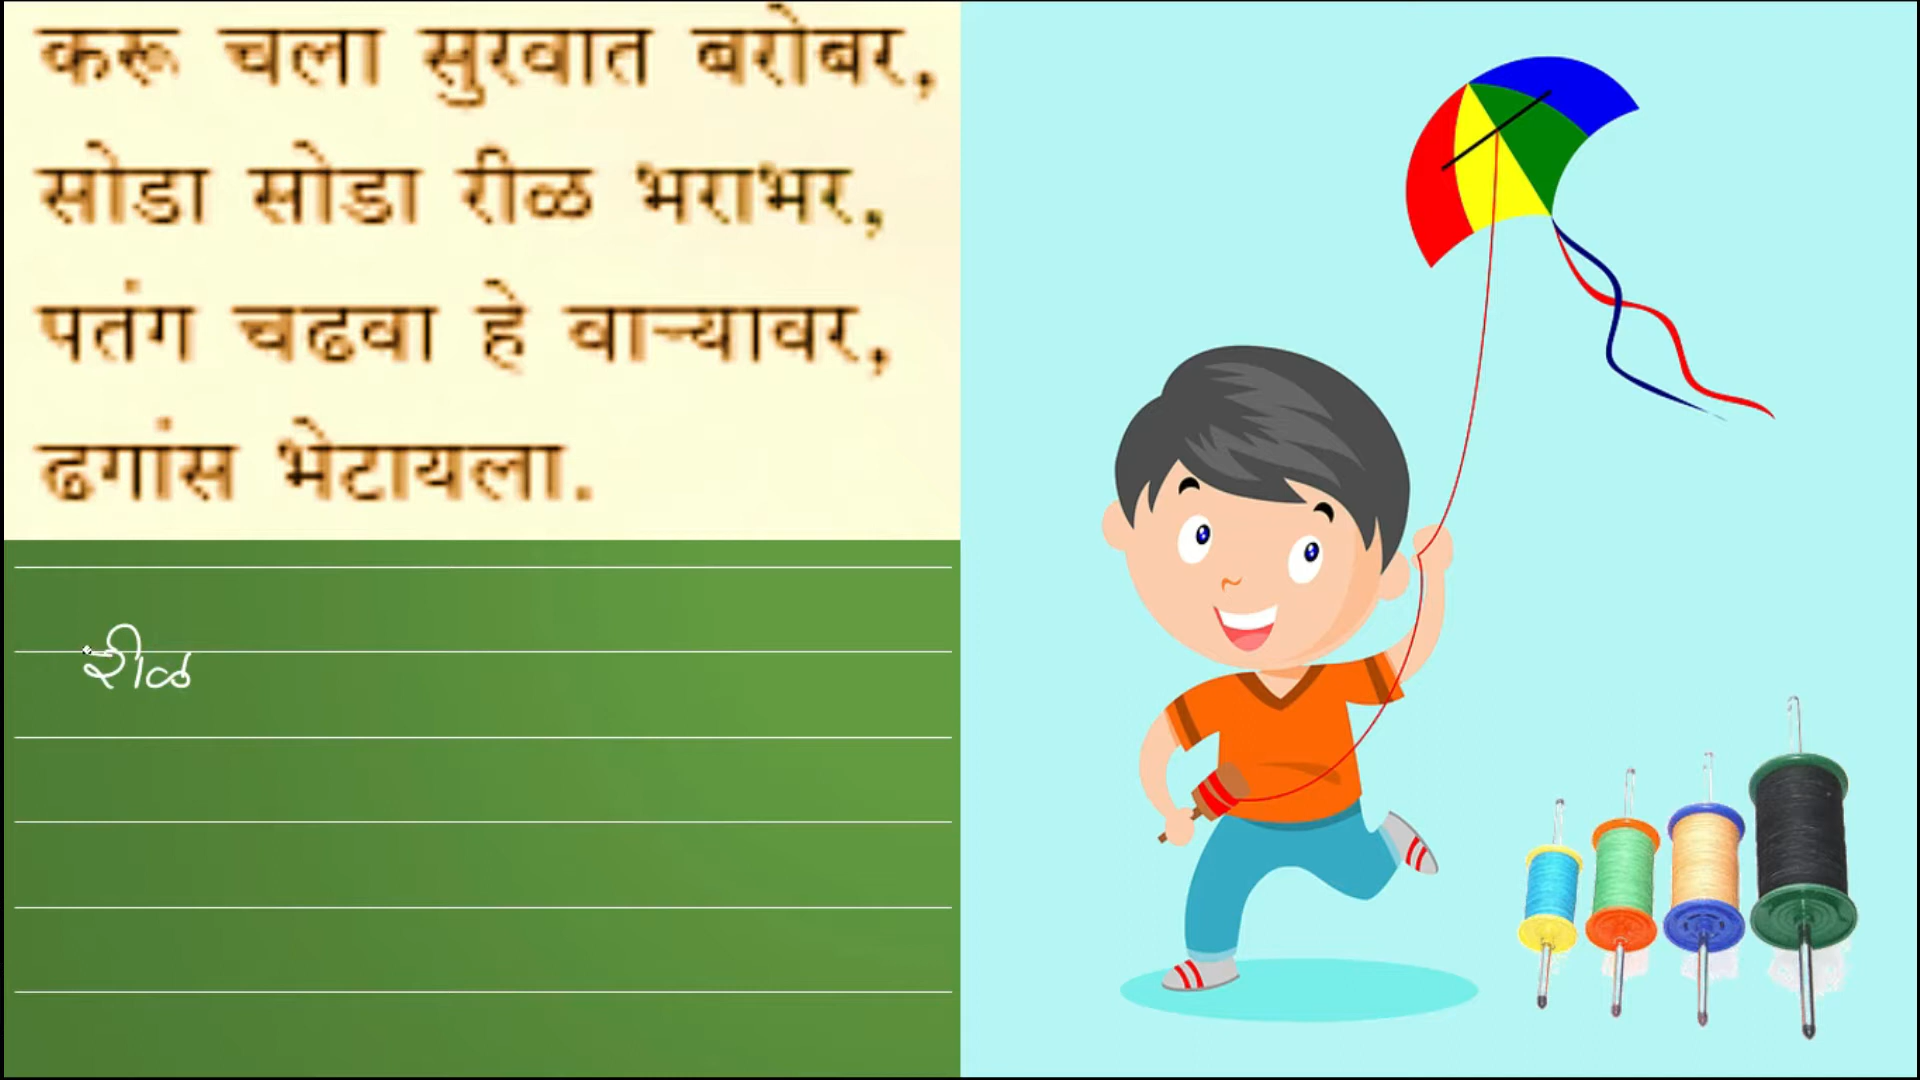 करू चला सुरवात बरोबर,
सोडा सोडा रीळ भराभर,
पतंग चढवा हे वाऱ्यावर,
ढगांस भेटायला.
रीळ